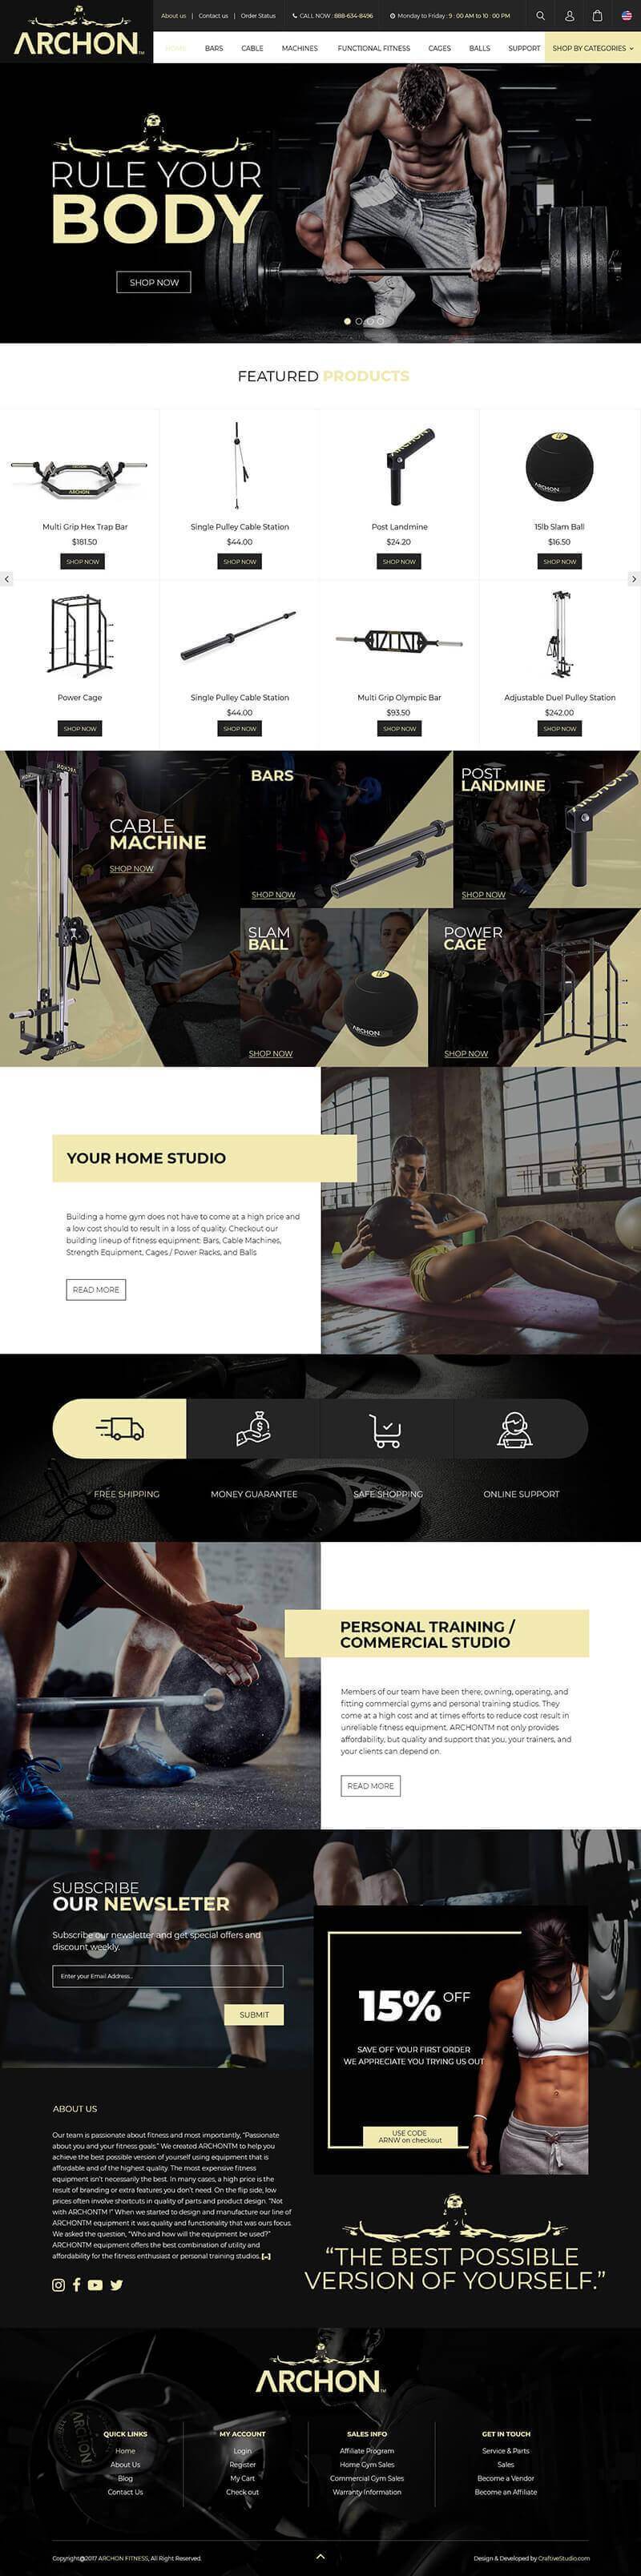 ARCHON TM
About us | Contact us | Order Status
CALL NOW : 888-634-8496
Monday to Friday : 9 : 00 AM to 10 : 00 PM
HOME BARS CABLE MACHINES FUNCTIONAL FITNESS CAGES BALLS SUPPORT SHOP BY CATEGORIES
RULE YOUR
BODY
SHOP NOW
FEATURED PRODUCTS
ARCHON
ARCHON
ARCHON
Multi Grip Hex Trap Bar
$181.50
SHOP NOW
Single Pulley Cable Station
$44.00
SHOP NOW
Post Landmine
$24.20
SHOP NOW
15lb Slam Ball
$16.50
SHOP NOW
Power Cage
SHOP NOW
Single Pulley Cable Station
$44.00
SHOP NOW
Multi Grip Olympic Bar
$93.50
SHOP NOW
Adjustable Duel Pulley Station
$242.00
SHOP NOW
CABLE
MACHINE
SHOP NOW
BARS
SHOP NOW
POST
LANDMINE
ARCHON
SHOP NOW
SLAM
BALL
ARCHON
SHOP NOW
POWER
CAGE
SHOP NOW
YOUR HOME STUDIO
Building a home gym does not have to come at a high price and
a low cost should to result in a loss of quality. Checkout our
building lineup of fitness equipment: Bars, Cable Machines,
Strength Equipment, Cages / Power Racks, and Balls
READ MORE
FREE SHIPPING
MONEY GUARANTEE
SAFE SHOPPING
ONLINE SUPPORT
PERSONAL TRAINING /
COMMERCIAL STUDIO
Members of our team have been there, owning, operating, and
fitting commercial gyms and personal training studios. They
come at a high cost and at times efforts to reduce cost result in
unreliable fitness equipment. ARCHONTM not only provides
affordability, but quality and support that you, your trainers, and
your clients can depend on.
READ MORE
SUBSCRIBE
OUR NEWSLETER
Subscribe our newsletter and get special offers and
discount weekly.
Enter your Email Address...
SUBMIT
15% OFF
SAVE OFF YOUR FIRST ORDER
WE APPRECIATE YOU TRYING US OUT
USE CODE
ARNW on checkout
ABOUT US
Our team is passionate about fitness and most importantly, "Passionate
about you and your fitness goals." We created ARCHONTM to help you
achieve the best possible version of yourself using equipment that is
affordable and of the highest quality. The most expensive fitness
equipment isn't necessarily the best. In many cases, a high price is the
result of branding or extra features you don't need. On the flip side, low
prices often involve shortcuts in quality of parts and product design. "Not
with ARCHONTM !" When we started to design and manufacture our line of
ARCHONTM equipment it was quality and functionality that was ours focus.
We asked the question, "Who and how will the equipment be used?"
ARCHONTM equipment offers the best combination of utility and
affordability for the fitness enthusiast or personal training studios. [...]
"THE BEST POSSIBLE
VERSION OF YOURSELF."
ARCHON TM
ARCHON
QUICK LINKS
Home
About Us
Blog
Contact Us
MY ACCOUNT
Login
Register
My Cart
Check out
SALES INFO
Affiliate Program
Home Gym Sales
Commercial Gym Sales
Warranty Information
GET IN TOUCH
Service & Parts
Sales
Become a Vendor
Become an Affiliate
Copyright@2017 ARCHON FITNESS, All Right Reserved.
Design & Developed by CraftiveStudio.com